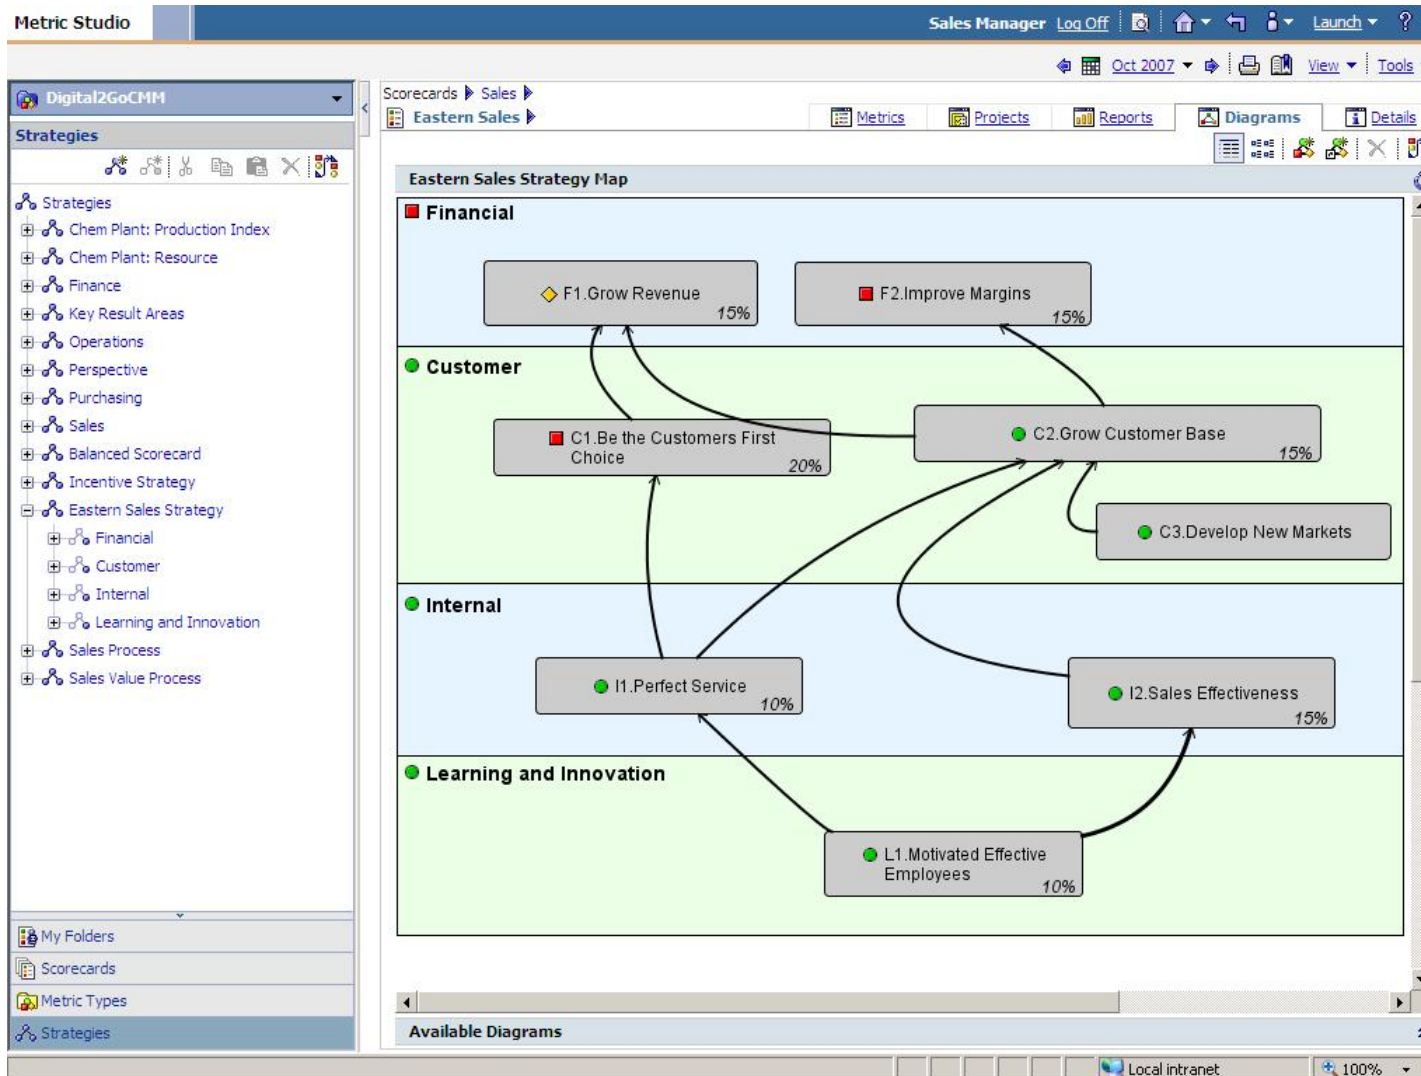 Metric Studio
Sales Manager Log Off Launch ?
Oct 2007 View Tools
Digital2GoCMM
Strategies
Strategies
Chem Plant: Production Index
Chem Plant: Resource
Finance
Key Result Areas
Operations
Perspective
Purchasing
Sales
Balanced Scorecard
Incentive Strategy
Eastern Sales Strategy
Financial
Customer
Internal
Learning and Innovation
Sales Process
Sales Value Process
My Folders
Scorecards
Metric Types
Strategies
Scorecards Sales
Eastern Sales
Metrics Projects Reports Diagrams Details
Eastern Sales Strategy Map
Financial
F1.Grow Revenue
15%
F2.Improve Margins
15%
Customer
C1.Be the Customers First
Choice
20%
C2.Grow Customer Base
15%
C3.Develop New Markets
Internal
I1.Perfect Service
10%
I2.Sales Effectiveness
15%
Learning and Innovation
L1.Motivated Effective
Employees
10%
Available Diagrams
Local intranet 100%